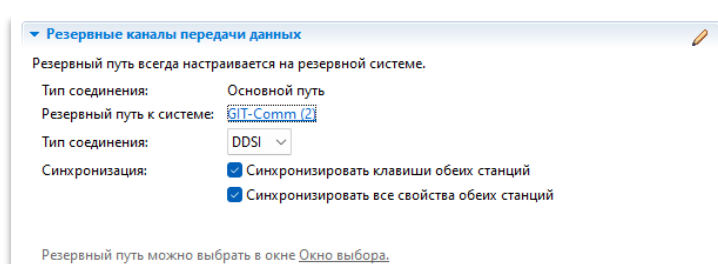 Резервные каналы передачи данных
Резервный путь всегда настраивается на резервной системе.
Тип соединения: Основной путь
Резервный путь к системе: GIT-Comm (2)
Тип соединения: DDSI
Синхронизация: Синхронизировать клавиши обеих станций
Синхронизировать все свойства обеих станций
Резервный путь можно выбрать в окне Окно выбора.